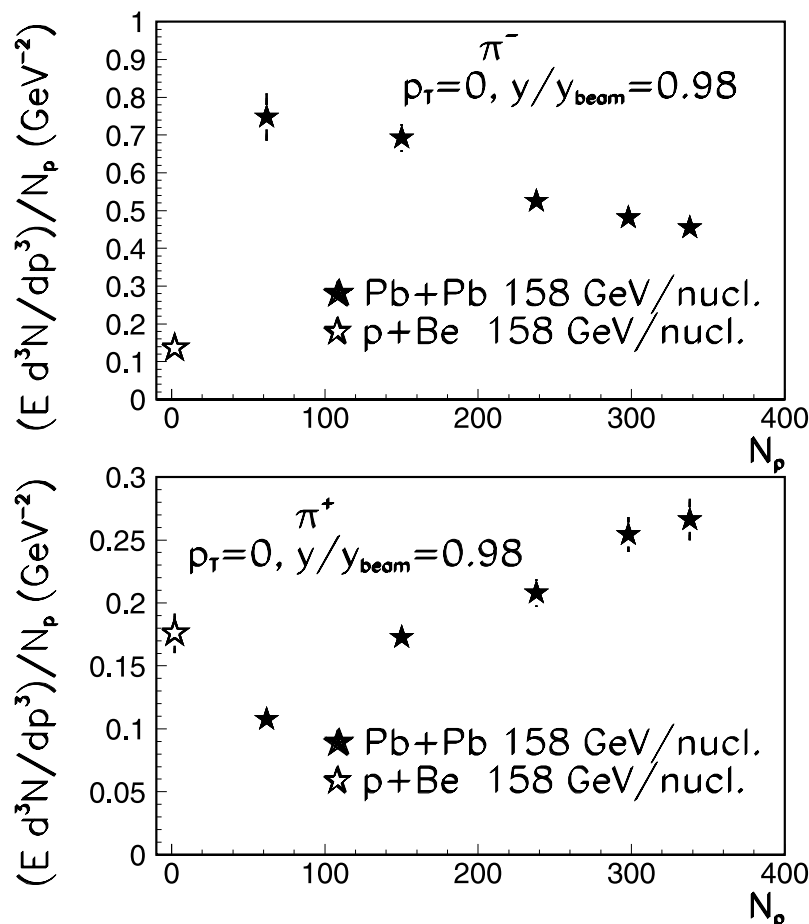 (E d³N/dp³)/Nₚ (GeV⁻²)
1
0.9
0.8
0.7
0.6
0.5
0.4
0.3
0.2
0.1
0
π⁻
p_T=0, y/y_beam=0.98
★ Pb+Pb 158 GeV/nucl.
☆ p+Be 158 GeV/nucl.
0 100 200 300 400
Nₚ
(E d³N/dp³)/Nₚ (GeV⁻²)
0.3
0.25
0.2
0.15
0.1
0.05
0
π⁺
p_T=0, y/y_beam=0.98
★ Pb+Pb 158 GeV/nucl.
☆ p+Be 158 GeV/nucl.
0 100 200 300 400
Nₚ